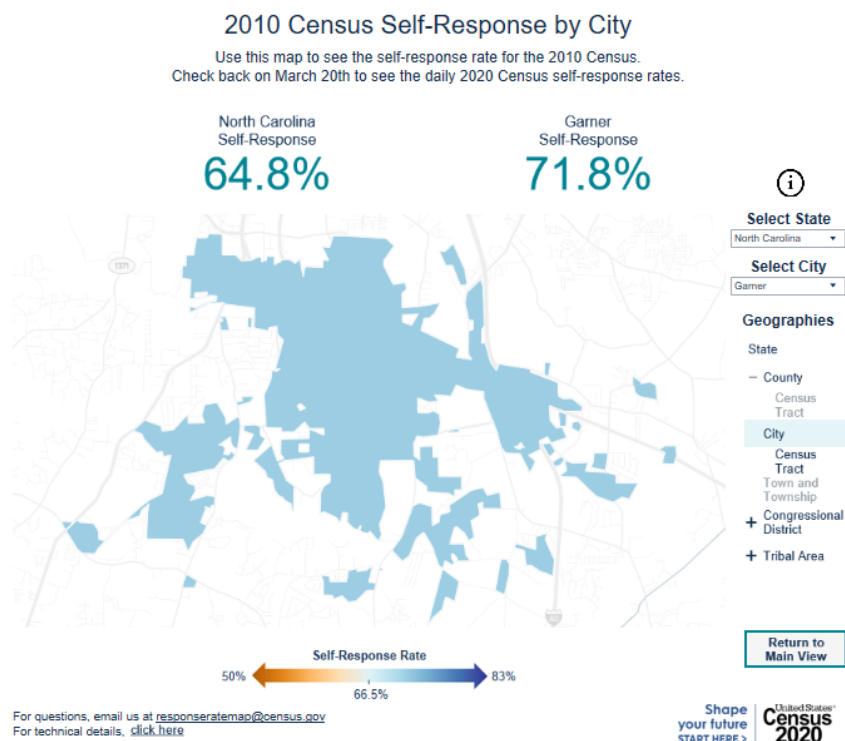 2010 Census Self-Response by City
Use this map to see the self-response rate for the 2010 Census.
Check back on March 20th to see the daily 2020 Census self-response rates.
North Carolina
Self-Response
64.8%
Garner
Self-Response
71.8%
i
Select State
North Carolina
Select City
Garner
Geographies
State
− County
Census
Tract
City
Census
Tract
Town and
Township
+ Congressional
District
+ Tribal Area
1371
40
Return to
Main View
Self-Response Rate
50%
83%
66.5%
For questions, email us at responseratemap@census.gov
For technical details, click here
Shape
your future
START HERE >
United States®
Census
2020